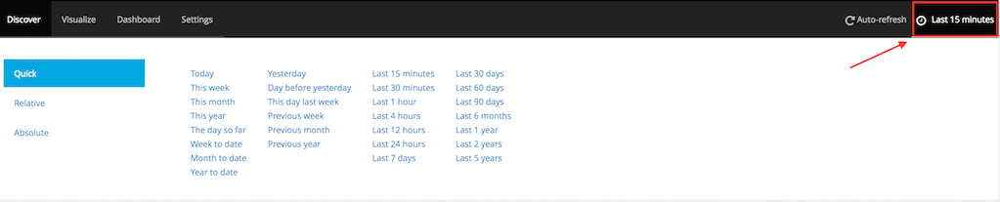 Discover Visualize Dashboard Settings Auto-refresh Last 15 minutes
Quick
Relative
Absolute
Today
This week
This month
This year
The day so far
Week to date
Month to date
Year to date
Yesterday
Day before yesterday
This day last week
Previous week
Previous month
Previous year
Last 15 minutes
Last 30 minutes
Last 1 hour
Last 4 hours
Last 12 hours
Last 24 hours
Last 7 days
Last 30 days
Last 60 days
Last 90 days
Last 6 months
Last 1 year
Last 2 years
Last 5 years